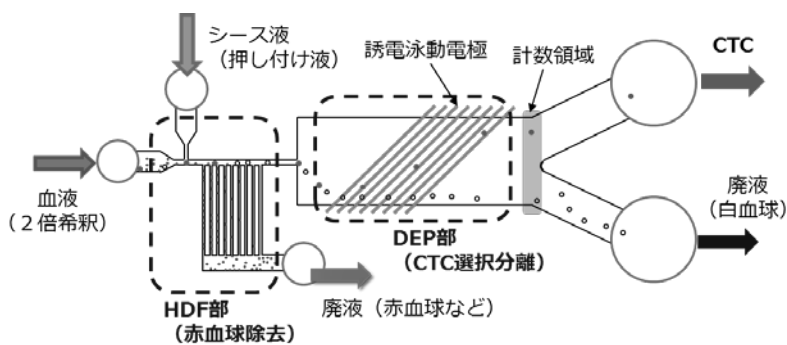 シース液
（押し付け液）
誘電泳動電極
計数領域
CTC
血液
（２倍希釈）
廃液
（白血球）
DEP部
（CTC選択分離）
HDF部
（赤血球除去）
廃液（赤血球など）